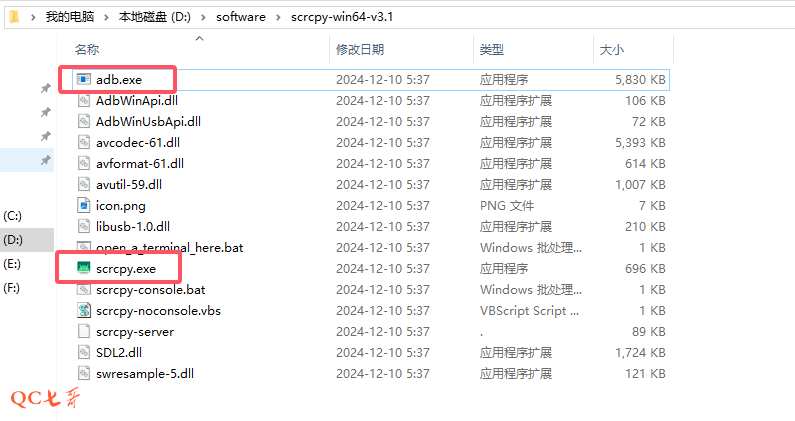 我的电脑 > 本地磁盘 (D:) > software > scrcpy-win64-v3.1
名称 修改日期 类型 大小
adb.exe 2024-12-10 5:37 应用程序 5,830 KB
AdbWinApi.dll 2024-12-10 5:37 应用程序扩展 106 KB
AdbWinUsbApi.dll 2024-12-10 5:37 应用程序扩展 72 KB
avcodec-61.dll 2024-12-10 5:37 应用程序扩展 5,393 KB
avformat-61.dll 2024-12-10 5:37 应用程序扩展 614 KB
avutil-59.dll 2024-12-10 5:37 应用程序扩展 1,007 KB
icon.png 2024-12-10 5:37 PNG 文件 7 KB
(C:) libusb-1.0.dll 2024-12-10 5:37 应用程序扩展 210 KB
(D:) open_a_terminal_here.bat 2024-12-10 5:37 Windows 批处理... 1 KB
(E:) scrcpy.exe 2024-12-10 5:37 应用程序 696 KB
(F:) scrcpy-console.bat 2024-12-10 5:37 Windows 批处理... 1 KB
scrcpy-noconsole.vbs 2024-12-10 5:37 VBScript Script ... 1 KB
scrcpy-server 2024-12-10 5:37 . 89 KB
SDL2.dll 2024-12-10 5:37 应用程序扩展 1,724 KB
swresample-5.dll 2024-12-10 5:37 应用程序扩展 121 KB
QC七哥